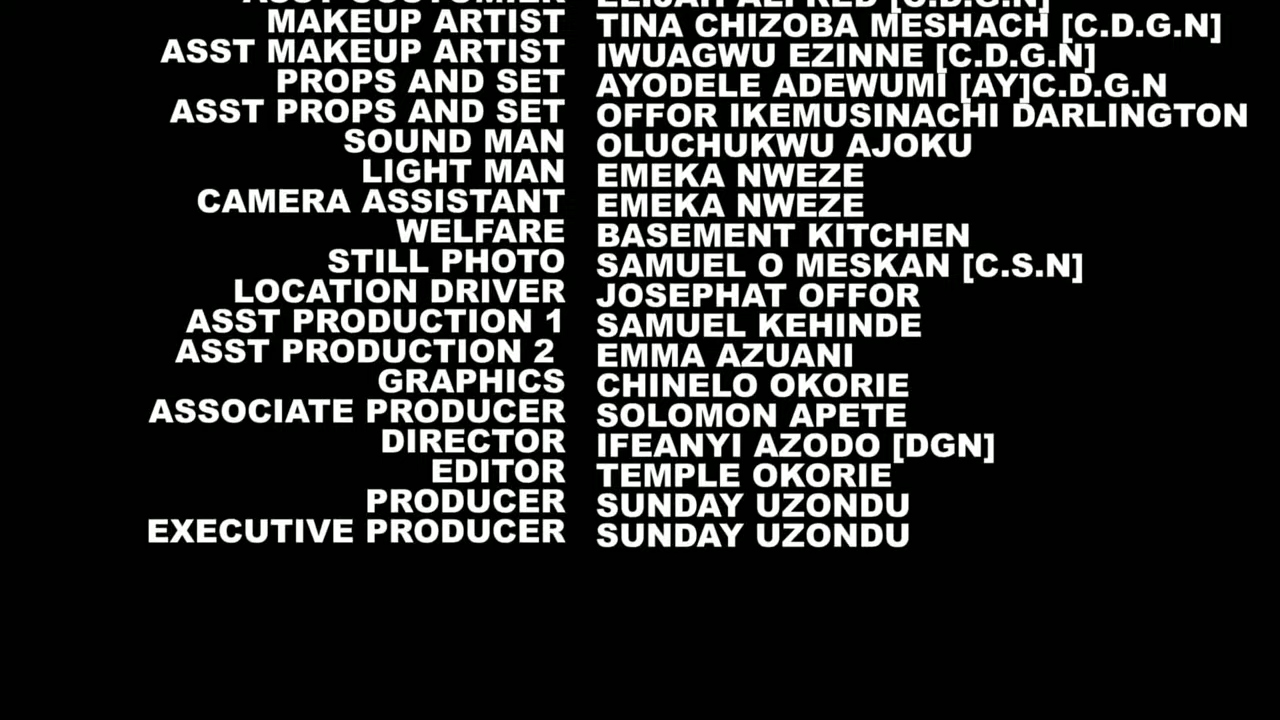 ASST COSTUMIER ELIJAH ALFRED [C.D.G.N]
MAKEUP ARTIST TINA CHIZOBA MESHACH [C.D.G.N]
ASST MAKEUP ARTIST IWUAGWU EZINNE [C.D.G.N]
PROPS AND SET AYODELE ADEWUMI [AY]C.D.G.N
ASST PROPS AND SET OFFOR IKEMUSINACHI DARLINGTON
SOUND MAN OLUCHUKWU AJOKU
LIGHT MAN EMEKA NWEZE
CAMERA ASSISTANT EMEKA NWEZE
WELFARE BASEMENT KITCHEN
STILL PHOTO SAMUEL O MESKAN [C.S.N]
LOCATION DRIVER JOSEPHAT OFFOR
ASST PRODUCTION 1 SAMUEL KEHINDE
ASST PRODUCTION 2 EMMA AZUANI
GRAPHICS CHINELO OKORIE
ASSOCIATE PRODUCER SOLOMON APETE
DIRECTOR IFEANYI AZODO [DGN]
EDITOR TEMPLE OKORIE
PRODUCER SUNDAY UZONDU
EXECUTIVE PRODUCER SUNDAY UZONDU